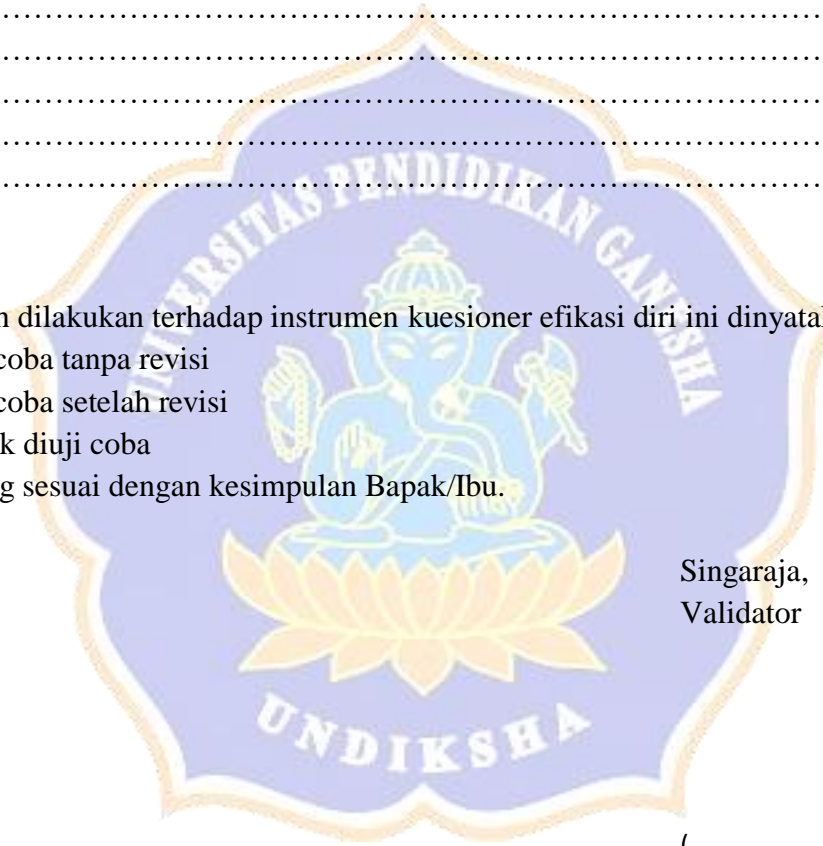 ……………………………………………………………………………
……………………………………………………………………………
……………………………………………………………………………
……………………………………………………………………………
……………………………………………………………………………
UNIVERSITAS PENDIDIKAN GANESHA
dilakukan terhadap instrumen kuesioner efikasi diri ini
coba tanpa revisi
coba setelah revisi
k diuji coba
g sesuai dengan kesimpulan Bapak/Ibu.
Singaraja,
Validator
UNDIKSHA
(